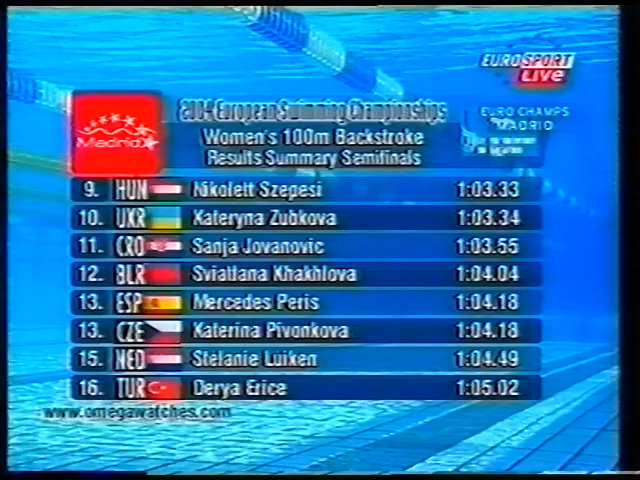 EUROSPORT
LIVE
2004 European Swimming Championships
EURO CHAMPS
MADRID
Madrid
Women's 100m Backstroke
Results Summary Semifinals
9. HUN Nikolett Szepesi 1:03.33
10. UKR Kateryna Zubkova 1:03.34
11. CRO Sanja Jovanovic 1:03.55
12. BLR Sviatlana Khakhlova 1:04.04
13. ESP Mercedes Peris 1:04.18
13. CZE Katerina Pivonkova 1:04.18
15. NED Stefanie Luiken 1:04.49
16. TUR Derya Erice 1:05.02
www.omegawatches.com